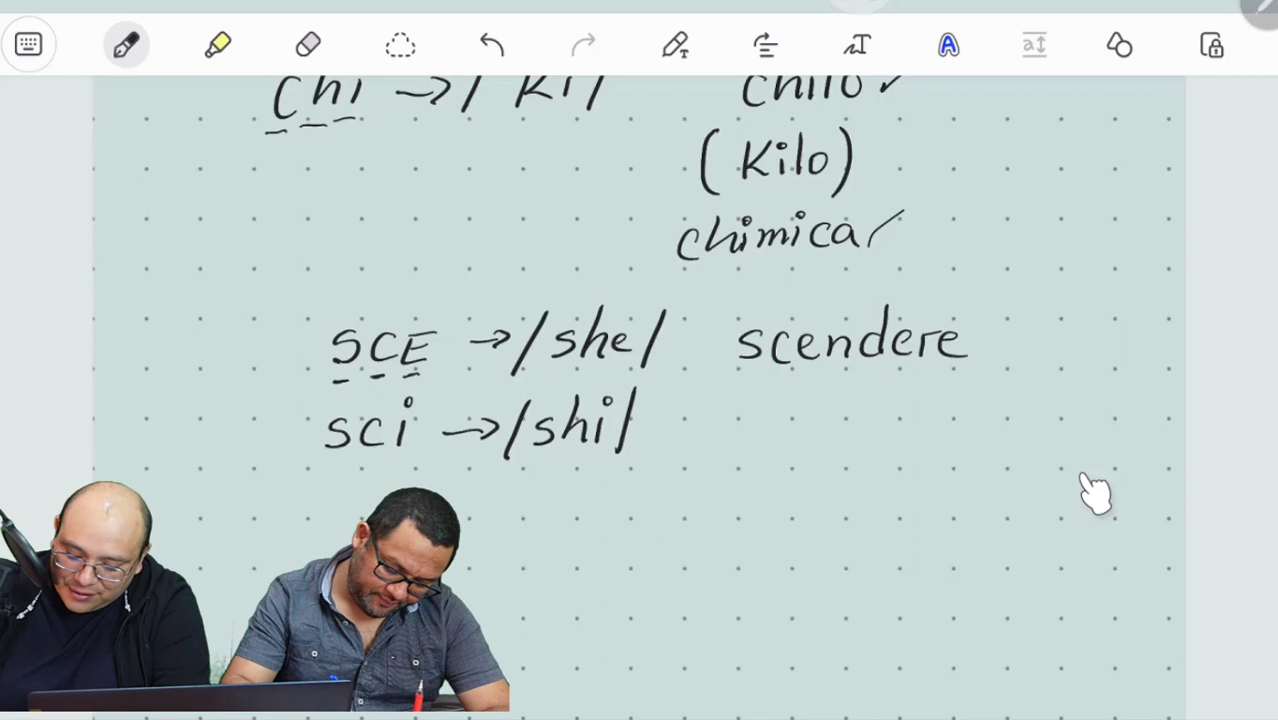 chi → / ki / chilo ✓
(Kilo)
chimica ✓
SCE → /she/ scendere
sci → /shi/